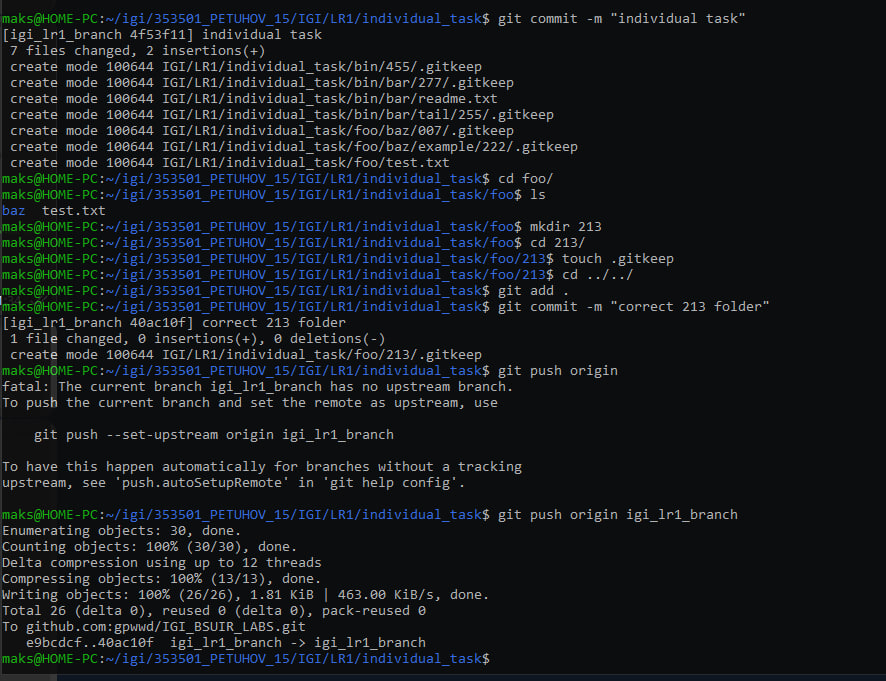 maks@HOME-PC:~/igi/353501_PETUHOV_15/IGI/LR1/individual_task$ git commit -m "individual task"
[igi_lr1_branch 4f53f11] individual task
 7 files changed, 2 insertions(+)
 create mode 100644 IGI/LR1/individual_task/bin/455/.gitkeep
 create mode 100644 IGI/LR1/individual_task/bin/bar/277/.gitkeep
 create mode 100644 IGI/LR1/individual_task/bin/bar/readme.txt
 create mode 100644 IGI/LR1/individual_task/bin/bar/tail/255/.gitkeep
 create mode 100644 IGI/LR1/individual_task/foo/baz/007/.gitkeep
 create mode 100644 IGI/LR1/individual_task/foo/baz/example/222/.gitkeep
 create mode 100644 IGI/LR1/individual_task/foo/test.txt
maks@HOME-PC:~/igi/353501_PETUHOV_15/IGI/LR1/individual_task$ cd foo/
maks@HOME-PC:~/igi/353501_PETUHOV_15/IGI/LR1/individual_task/foo$ ls
baz  test.txt
maks@HOME-PC:~/igi/353501_PETUHOV_15/IGI/LR1/individual_task/foo$ mkdir 213
maks@HOME-PC:~/igi/353501_PETUHOV_15/IGI/LR1/individual_task/foo$ cd 213/
maks@HOME-PC:~/igi/353501_PETUHOV_15/IGI/LR1/individual_task/foo/213$ touch .gitkeep
maks@HOME-PC:~/igi/353501_PETUHOV_15/IGI/LR1/individual_task/foo/213$ cd ../../
maks@HOME-PC:~/igi/353501_PETUHOV_15/IGI/LR1/individual_task$ git add .
maks@HOME-PC:~/igi/353501_PETUHOV_15/IGI/LR1/individual_task$ git commit -m "correct 213 folder"
[igi_lr1_branch 40ac10f] correct 213 folder
 1 file changed, 0 insertions(+), 0 deletions(-)
 create mode 100644 IGI/LR1/individual_task/foo/213/.gitkeep
maks@HOME-PC:~/igi/353501_PETUHOV_15/IGI/LR1/individual_task$ git push origin
fatal: The current branch igi_lr1_branch has no upstream branch.
To push the current branch and set the remote as upstream, use

    git push --set-upstream origin igi_lr1_branch

To have this happen automatically for branches without a tracking
upstream, see 'push.autoSetupRemote' in 'git help config'.

maks@HOME-PC:~/igi/353501_PETUHOV_15/IGI/LR1/individual_task$ git push origin igi_lr1_branch
Enumerating objects: 30, done.
Counting objects: 100% (30/30), done.
Delta compression using up to 12 threads
Compressing objects: 100% (13/13), done.
Writing objects: 100% (26/26), 1.81 KiB | 463.00 KiB/s, done.
Total 26 (delta 0), reused 0 (delta 0), pack-reused 0
To github.com:gpwwd/IGI_BSUIR_LABS.git
   e9bcdcf..40ac10f  igi_lr1_branch -> igi_lr1_branch
maks@HOME-PC:~/igi/353501_PETUHOV_15/IGI/LR1/individual_task$